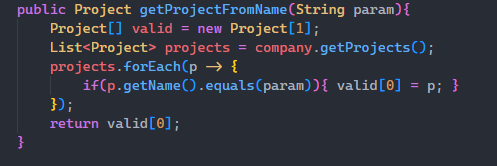 public Project getProjectFromName(String param){
Project[] valid = new Project[1];
List<Project> projects = company.getProjects();
projects.forEach(p -> {
if(p.getName().equals(param)){ valid[0] = p; }
});
return valid[0];
}